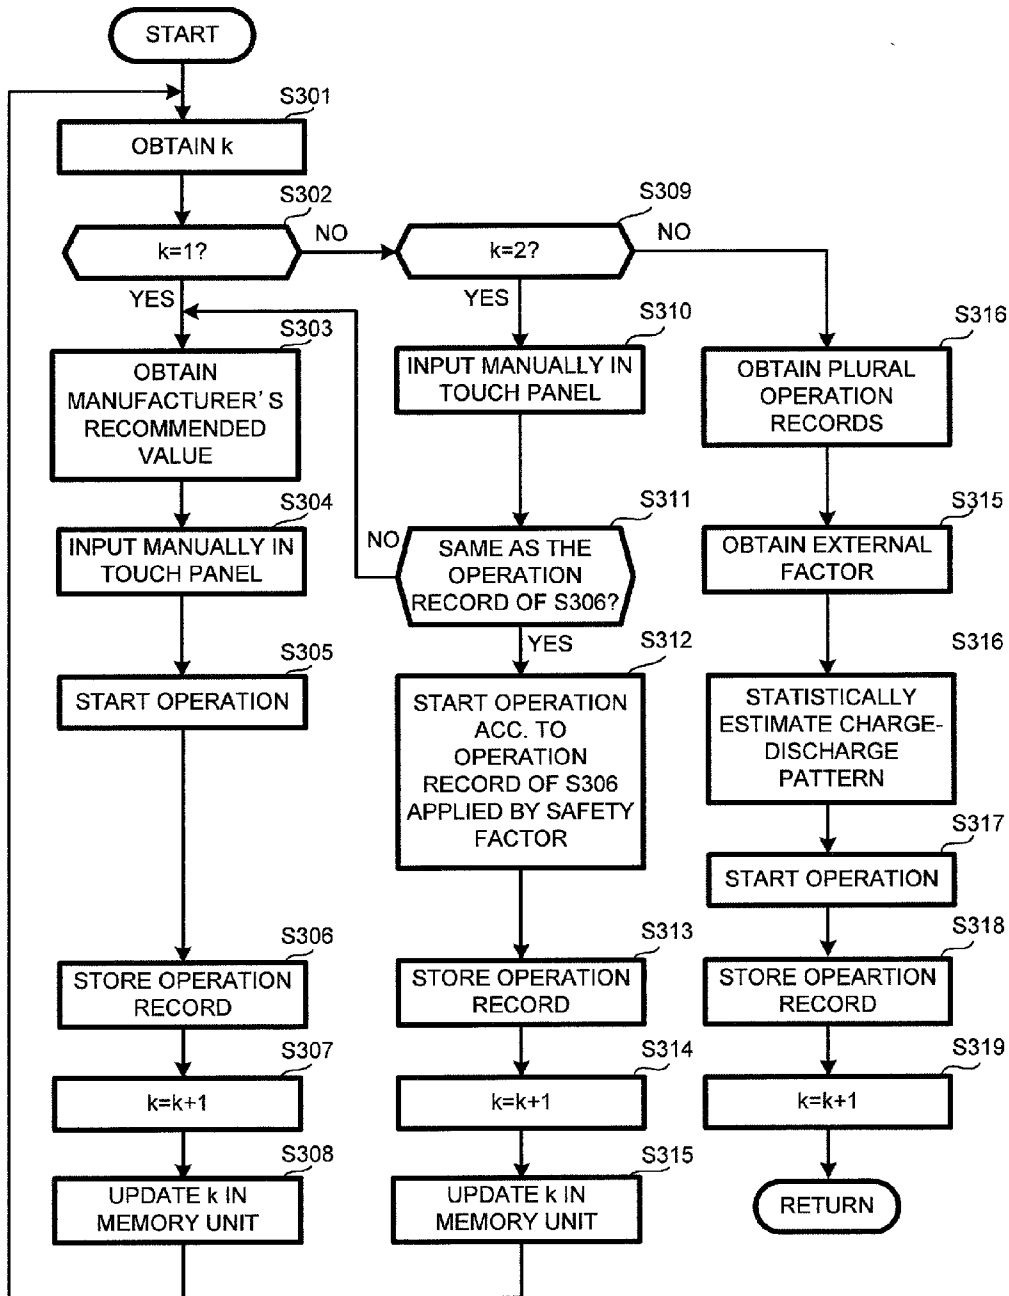 START
S301
OBTAIN k
S302
k=1?
NO
YES
S303
OBTAIN
MANUFACTURER'S
RECOMMENDED
VALUE
S304
INPUT MANUALLY IN
TOUCH PANEL
S305
START OPERATION
S306
STORE OPERATION
RECORD
S307
k=k+1
S308
UPDATE k IN
MEMORY UNIT
S309
k=2?
NO
YES
S310
INPUT MANUALLY IN
TOUCH PANEL
S311
NO
SAME AS THE
OPERATION
RECORD OF S306?
YES
S312
START OPERATION
ACC. TO
OPERATION
RECORD OF S306
APPLIED BY SAFETY
FACTOR
S313
STORE OPERATION
RECORD
S314
k=k+1
S315
UPDATE k IN
MEMORY UNIT
S316
OBTAIN PLURAL
OPERATION
RECORDS
S315
OBTAIN EXTERNAL
FACTOR
S316
STATISTICALLY
ESTIMATE CHARGE-
DISCHARGE
PATTERN
S317
START OPERATION
S318
STORE OPEARTION
RECORD
S319
k=k+1
RETURN